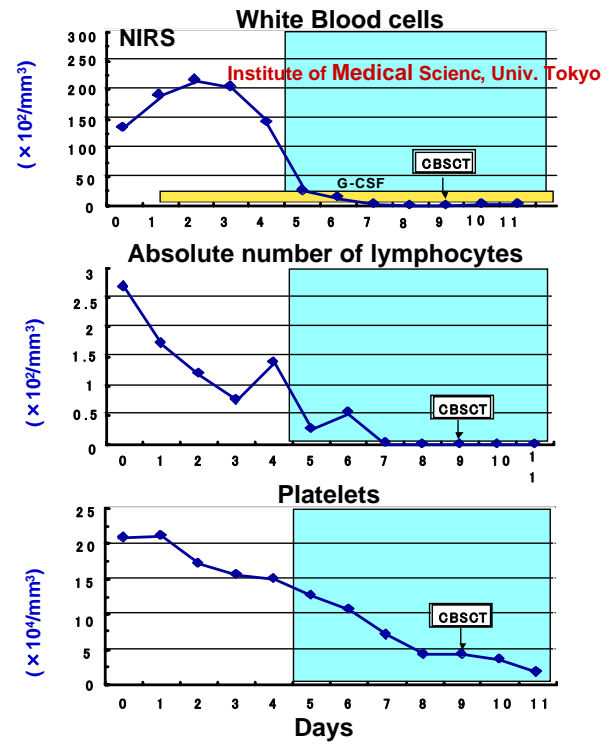 White Blood cells
NIRS
Institute of Medical Scienc, Univ. Tokyo
(×10²/mm³)
300
250
200
150
100
50
0
CBSCT
G-CSF
0 1 2 3 4 5 6 7 8 9 10 11
Absolute number of lymphocytes
(×10²/mm³)
3
2.5
2
1.5
1
0.5
0
CBSCT
0 1 2 3 4 5 6 7 8 9 10 1
1
Platelets
(×10⁴/mm³)
25
20
15
10
5
0
CBSCT
0 1 2 3 4 5 6 7 8 9 10 11
Days